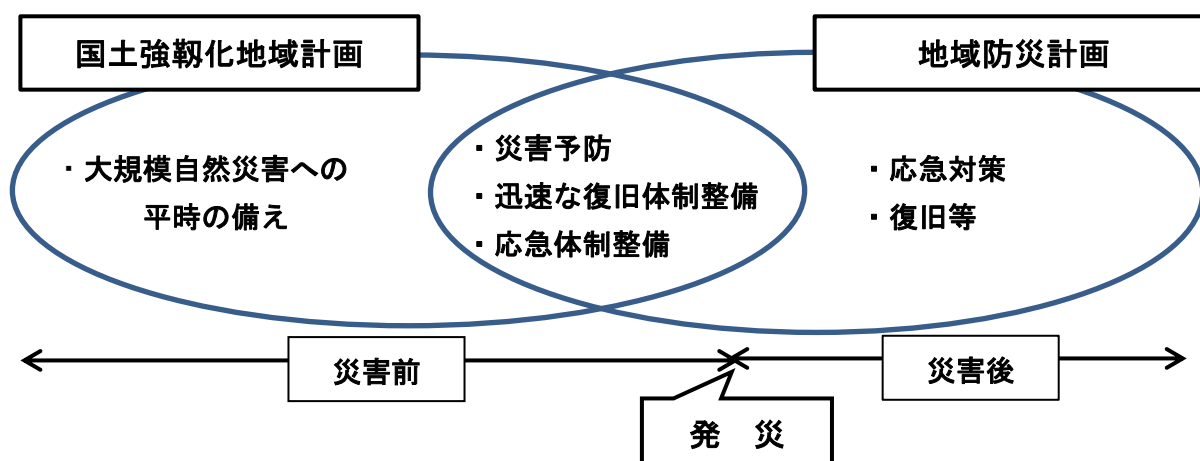 国土強靱化地域計画
地域防災計画
・大規模自然災害への
平時の備え
・災害予防
・迅速な復旧体制整備
・応急体制整備
・応急対策
・復旧等
災害前
災害後
発　災